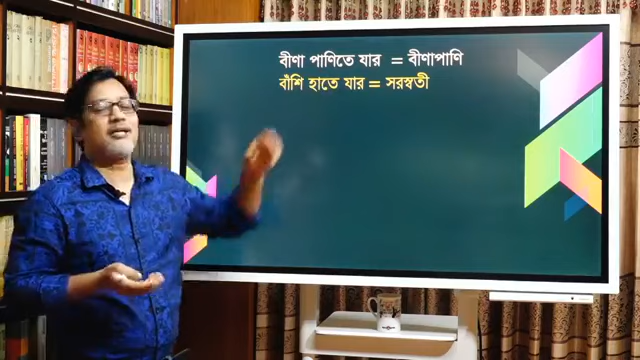 বীণা পাণিতে যার = বীণাপাণি
বাঁশি হাতে যার = সরস্বতী